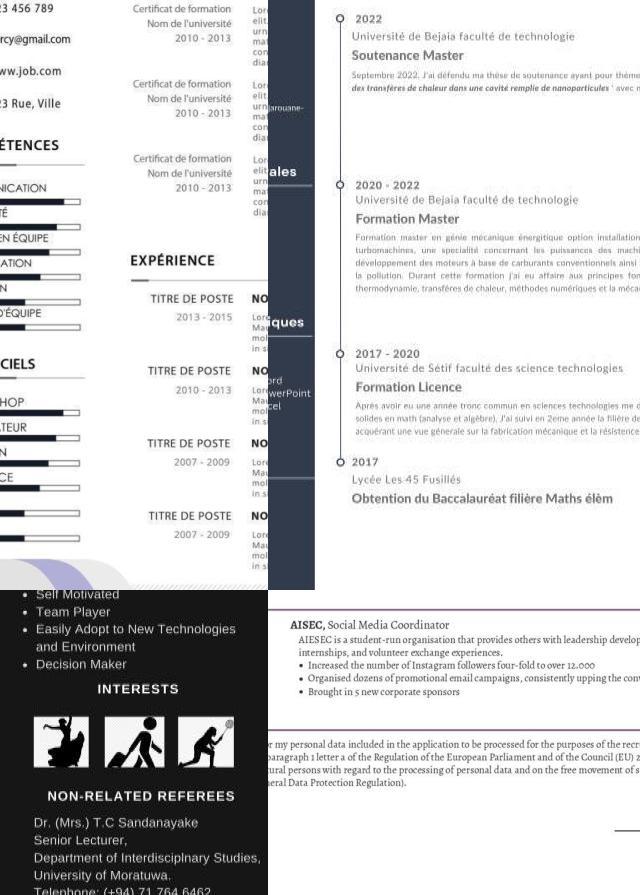 23 456 789
rcy@gmail.com
ww.job.com
23 Rue, Ville
ÉTENCES
NICATION
TÉ
EN ÉQUIPE
ATION
N
D'ÉQUIPE
CIELS
HOP
ATEUR
N
CE
Certificat de formation
Nom de l'université
2010 - 2013
Lore
elit.
urn
mat
con
dian
Certificat de formation
Nom de l'université
2010 - 2013
Certificat de formation
Nom de l'université
2010 - 2013
EXPÉRIENCE
TITRE DE POSTE NO
2013 - 2015
TITRE DE POSTE NO
2010 - 2013
TITRE DE POSTE NO
2007 - 2009
TITRE DE POSTE NO
2007 - 2009
jarouane-
ales
iques
ord
werPoint
cel
2022
Université de Bejaia faculté de technologie
Soutenance Master
Septembre 2022. J'ai défendu ma thèse de soutenance ayant pour thème
des transférés de chaleur dans une cavité remplie de nanoparticules ' avec m
2020 - 2022
Université de Bejaia faculté de technologie
Formation Master
Formation master en génie mécanique énergitique option installation
turbomachines, une specialité concernant les puissances des machi
développement des moteurs à base de carburants conventionnels ainsi
la pollution. Durant cette formation j'ai eu affaire aux principes fon
thermodynamie, transférés de chaleur, méthodes numériques et la méca
2017 - 2020
Université de Sétif faculté des science technologies
Formation Licence
Après avoir eu une année tronc commun en sciences technologies me d
solides en math (analyse et algèbre), J'ai suivi en 2eme année la filière de
acquérant une vue génerale sur la fabrication mécanique et la résistence
2017
Lycée Les 45 Fusillés
Obtention du Baccalauréat filière Maths élèm
• Self Motivated
• Team Player
• Easily Adopt to New Technologies
and Environment
• Decision Maker
INTERESTS
NON-RELATED REFEREES
Dr. (Mrs.) T.C Sandanayake
Senior Lecturer,
Department of Interdisciplnary Studies,
University of Moratuwa.
Telephone: (+94) 71 764 6462
AISEC, Social Media Coordinator
AIESEC is a student-run organisation that provides others with leadership develop
internships, and volunteer exchange experiences.
• Increased the number of Instagram followers four-fold to over 12.000
• Organised dozens of promotional email campaigns, consistently upping the conv
• Brought in 5 new corporate sponsors
or my personal data included in the application to be processed for the purposes of the recr
paragraph 1 letter a of the Regulation of the European Parliament and of the Council (EU) 2
tural persons with regard to the processing of personal data and on the free movement of s
neral Data Protection Regulation).